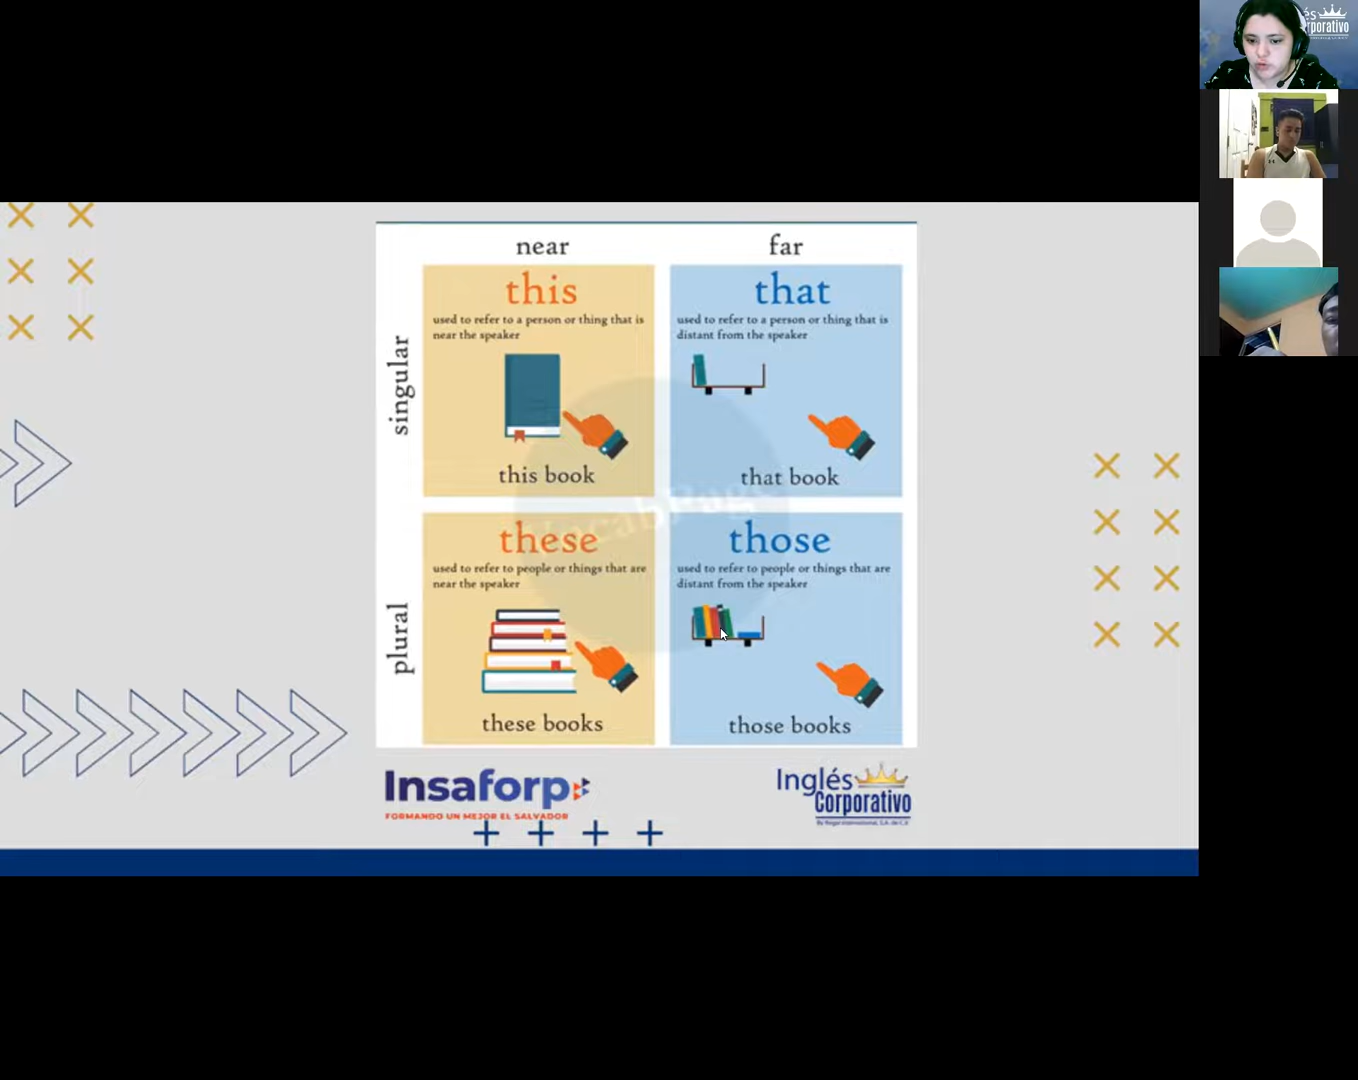 near
far
singular
this
used to refer to a person or thing that is
near the speaker
this book
that
used to refer to a person or thing that is
distant from the speaker
that book
plural
these
used to refer to people or things that are
near the speaker
these books
those
used to refer to people or things that are
distant from the speaker
those books
VocabPage
Insaforp
FORMANDO UN MEJOR EL SALVADOR
Inglés
Corporativo
és
rporativo